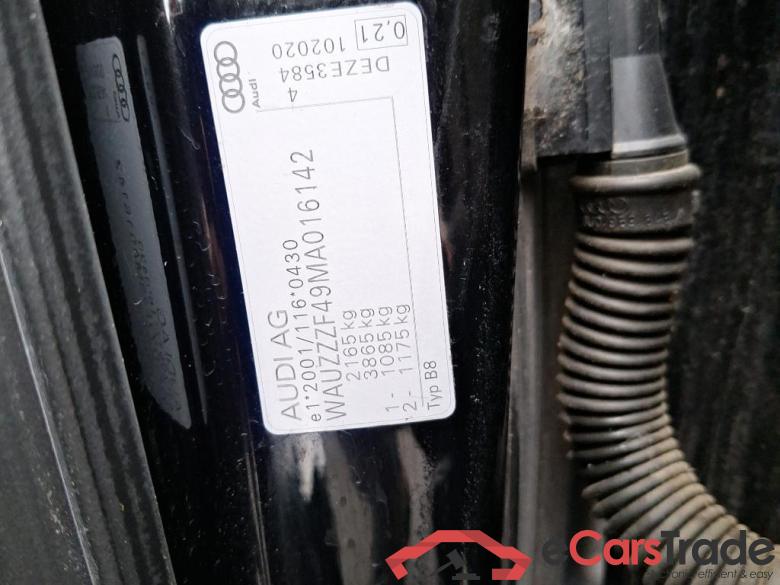 AUDI AG
e1*2001/116*0430
WAUZZZF49MA016142
2165kg
3865kg
1- 1085kg
2- 1175kg
Typ B8
Audi
4
DEZE3584
102020
0.21
eCarsTrade